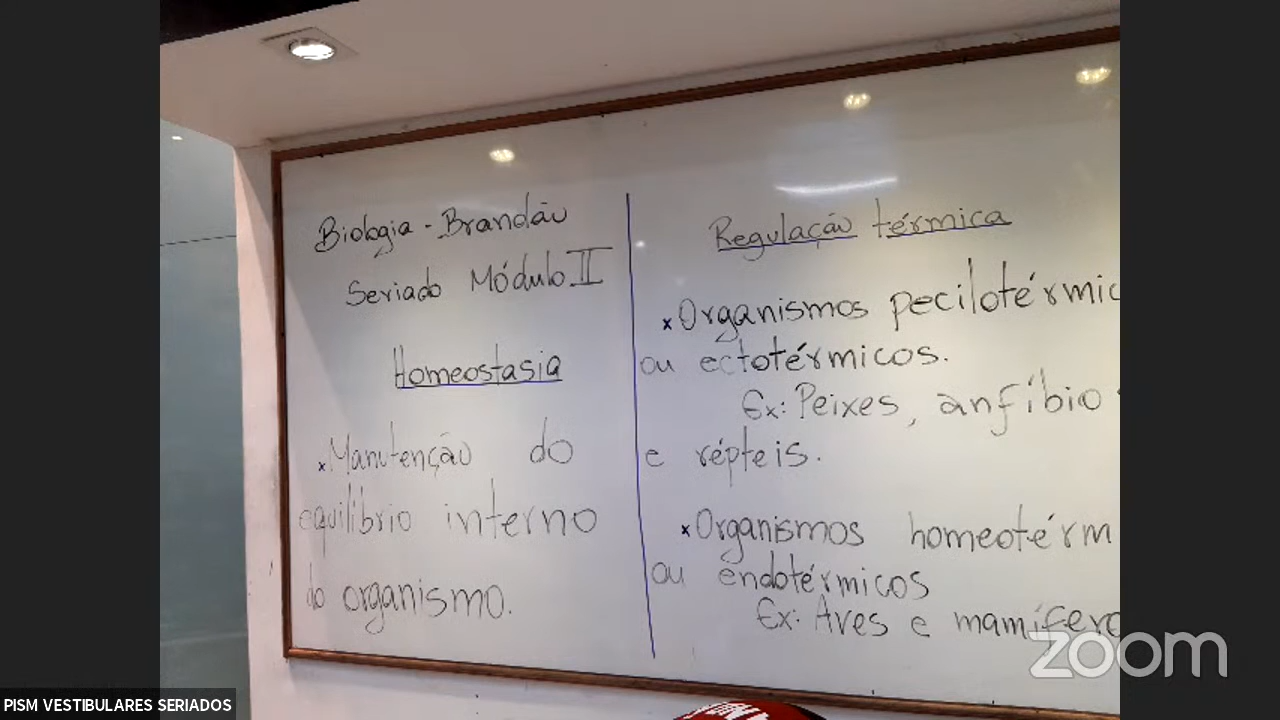 Biologia - Brandão
Seriado Módulo II
Homeostasia
x Manutenção do
equilíbrio interno
do organismo.
Regulação térmica
x Organismos pecilotérmic
ou ectotérmicos.
Ex: Peixes, anfíbios
e répteis.
x Organismos homeotérm
ou endotérmicos
Ex: Aves e mamífero
zoom
PISM VESTIBULARES SERIADOS